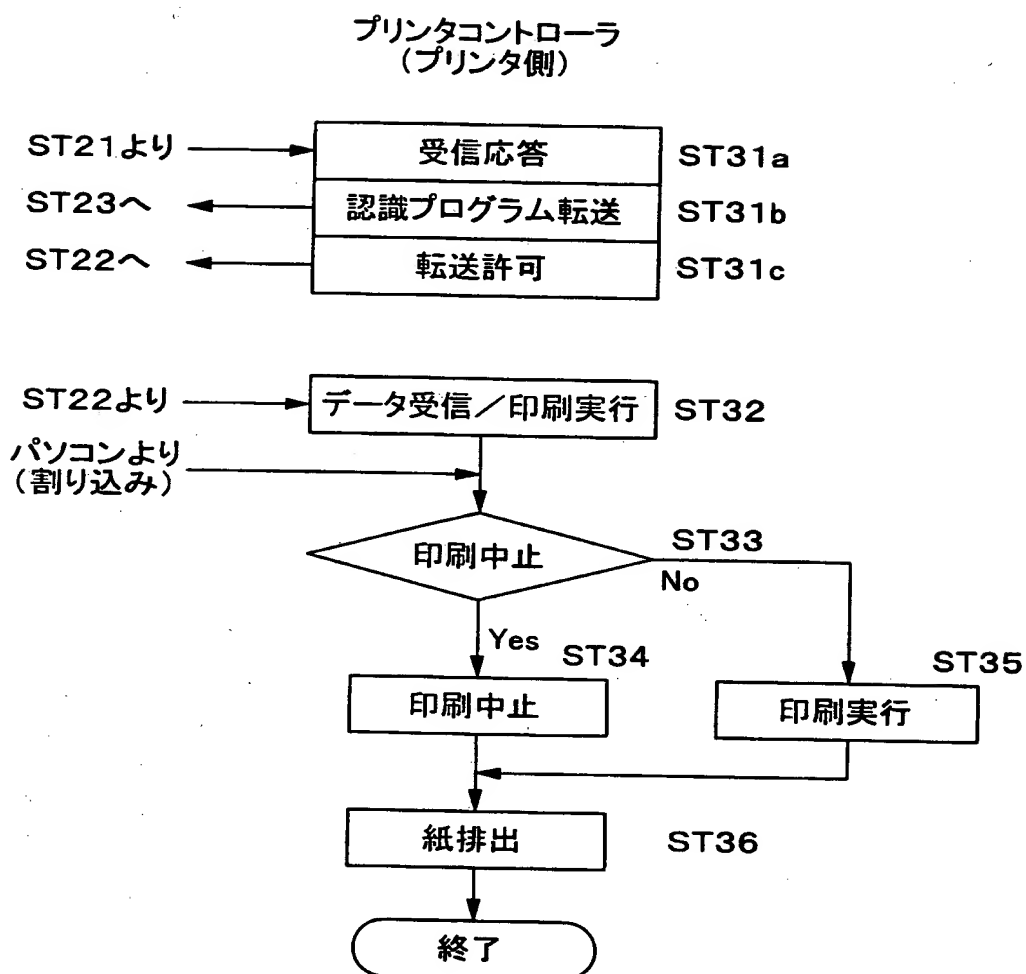 プリンタコントローラ
（プリンタ側）
ST21より
受信応答
ST31a
ST23へ
認識プログラム転送
ST31b
ST22へ
転送許可
ST31c
ST22より
データ受信／印刷実行
ST32
パソコンより
（割り込み）
印刷中止
ST33
No
Yes
ST34
ST35
印刷中止
印刷実行
紙排出
ST36
終了